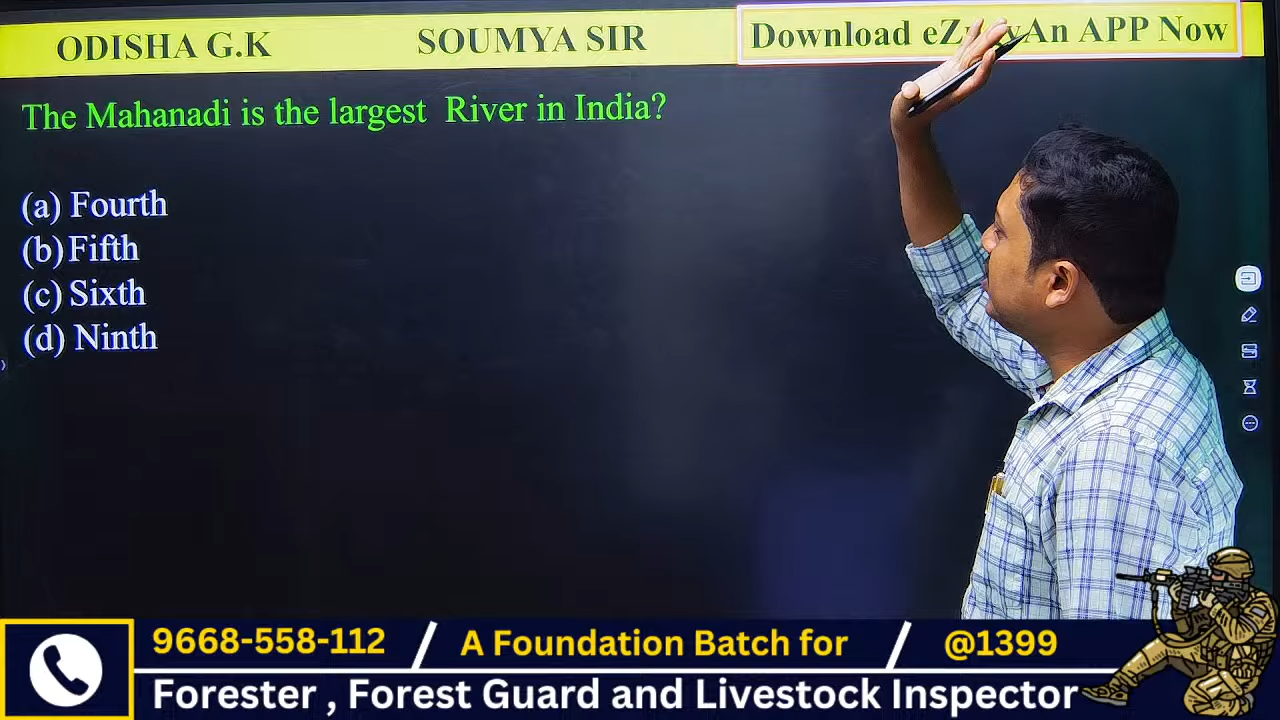 ODISHA G.K SOUMYA SIR Download An APP Now
The Mahanadi is the largest River in India?
(a) Fourth
(b) Fifth
(c) Sixth
(d) Ninth
9668-558-112 / A Foundation Batch for / @1399
Forester , Forest Guard and Livestock Inspector